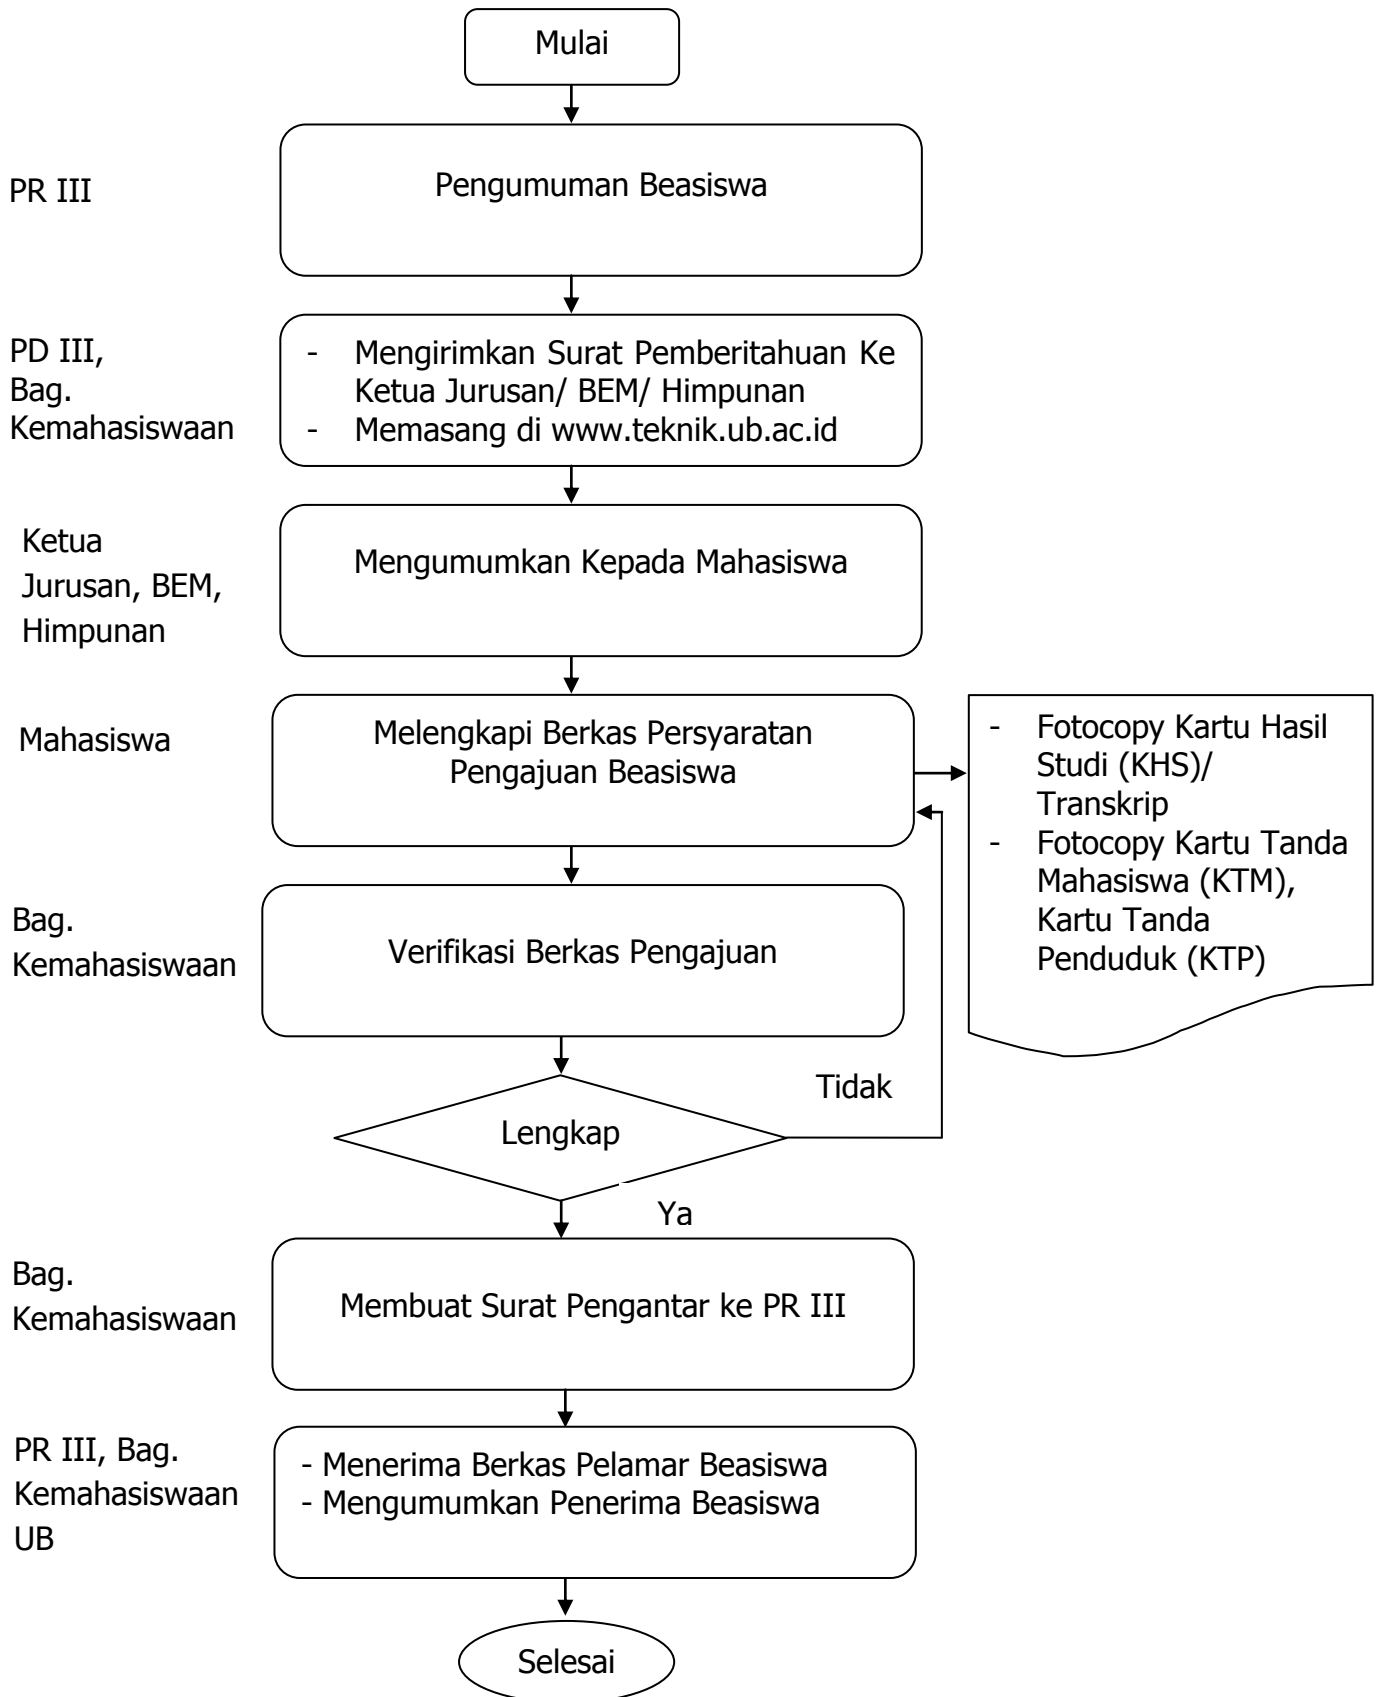 Mulai
PR III
Pengumuman Beasiswa
PD III,
Bag.
Kemahasiswaan
- Mengirimkan Surat Pemberitahuan Ke
Ketua Jurusan/ BEM/ Himpunan
- Memasang di www.teknik.ub.ac.id
Ketua
Jurusan, BEM,
Himpunan
Mengumumkan Kepada Mahasiswa
Mahasiswa
Melengkapi Berkas Persyaratan
Pengajuan Beasiswa
- Fotocopy Kartu Hasil
Studi (KHS)/
Transkrip
- Fotocopy Kartu Tanda
Mahasiswa (KTM),
Kartu Tanda
Penduduk (KTP)
Bag.
Kemahasiswaan
Verifikasi Berkas Pengajuan
Tidak
Lengkap
Ya
Bag.
Kemahasiswaan
Membuat Surat Pengantar ke PR III
PR III, Bag.
Kemahasiswaan
UB
- Menerima Berkas Pelamar Beasiswa
- Mengumumkan Penerima Beasiswa
Selesai